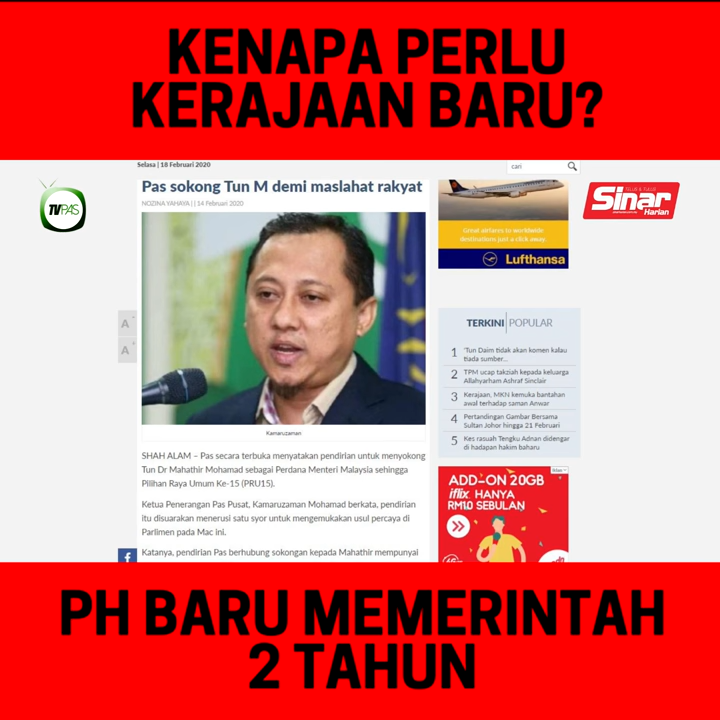 KENAPA PERLU
KERAJAAN BARU?
Selasa | 18 Februari 2020
cari
Pas sokong Tun M demi maslahat rakyat
NOZINA YAHAYA | | 14 Februari 2020
TVPAS
Sinar
Harian
Great airfares to worldwide
destinations just a click away.
Lufthansa
TERKINI POPULAR
1 'Tun Daim tidak akan komen kalau
tiada sumber...
2 TPM ucap takziah kepada keluarga
Allahyarham Ashraf Sinclair
3 Kerajaan, MKN kemuka bantahan
awal terhadap saman Anwar
4 Pertandingan Gambar Bersama
Sultan Johor hingga 21 Februari
5 Kes rasuah Tengku Adnan didengar
di hadapan hakim baharu
A
A
Kamaruzaman
SHAH ALAM – Pas secara terbuka menyatakan pendirian untuk menyokong
Tun Dr Mahathir Mohamad sebagai Perdana Menteri Malaysia sehingga
Pilihan Raya Umum Ke-15 (PRU15).
Ketua Penerangan Pas Pusat, Kamaruzaman Mohamad berkata, pendirian
itu disuarakan menerusi satu syor untuk mengemukakan usul percaya di
Parlimen pada Mac ini.
Katanya, pendirian Pas berhubung sokongan kepada Mahathir mempunyai
f
ADD-ON 20GB
iflix HANYA
RM1.0 SEBULAN
PH BARU MEMERINTAH
2 TAHUN